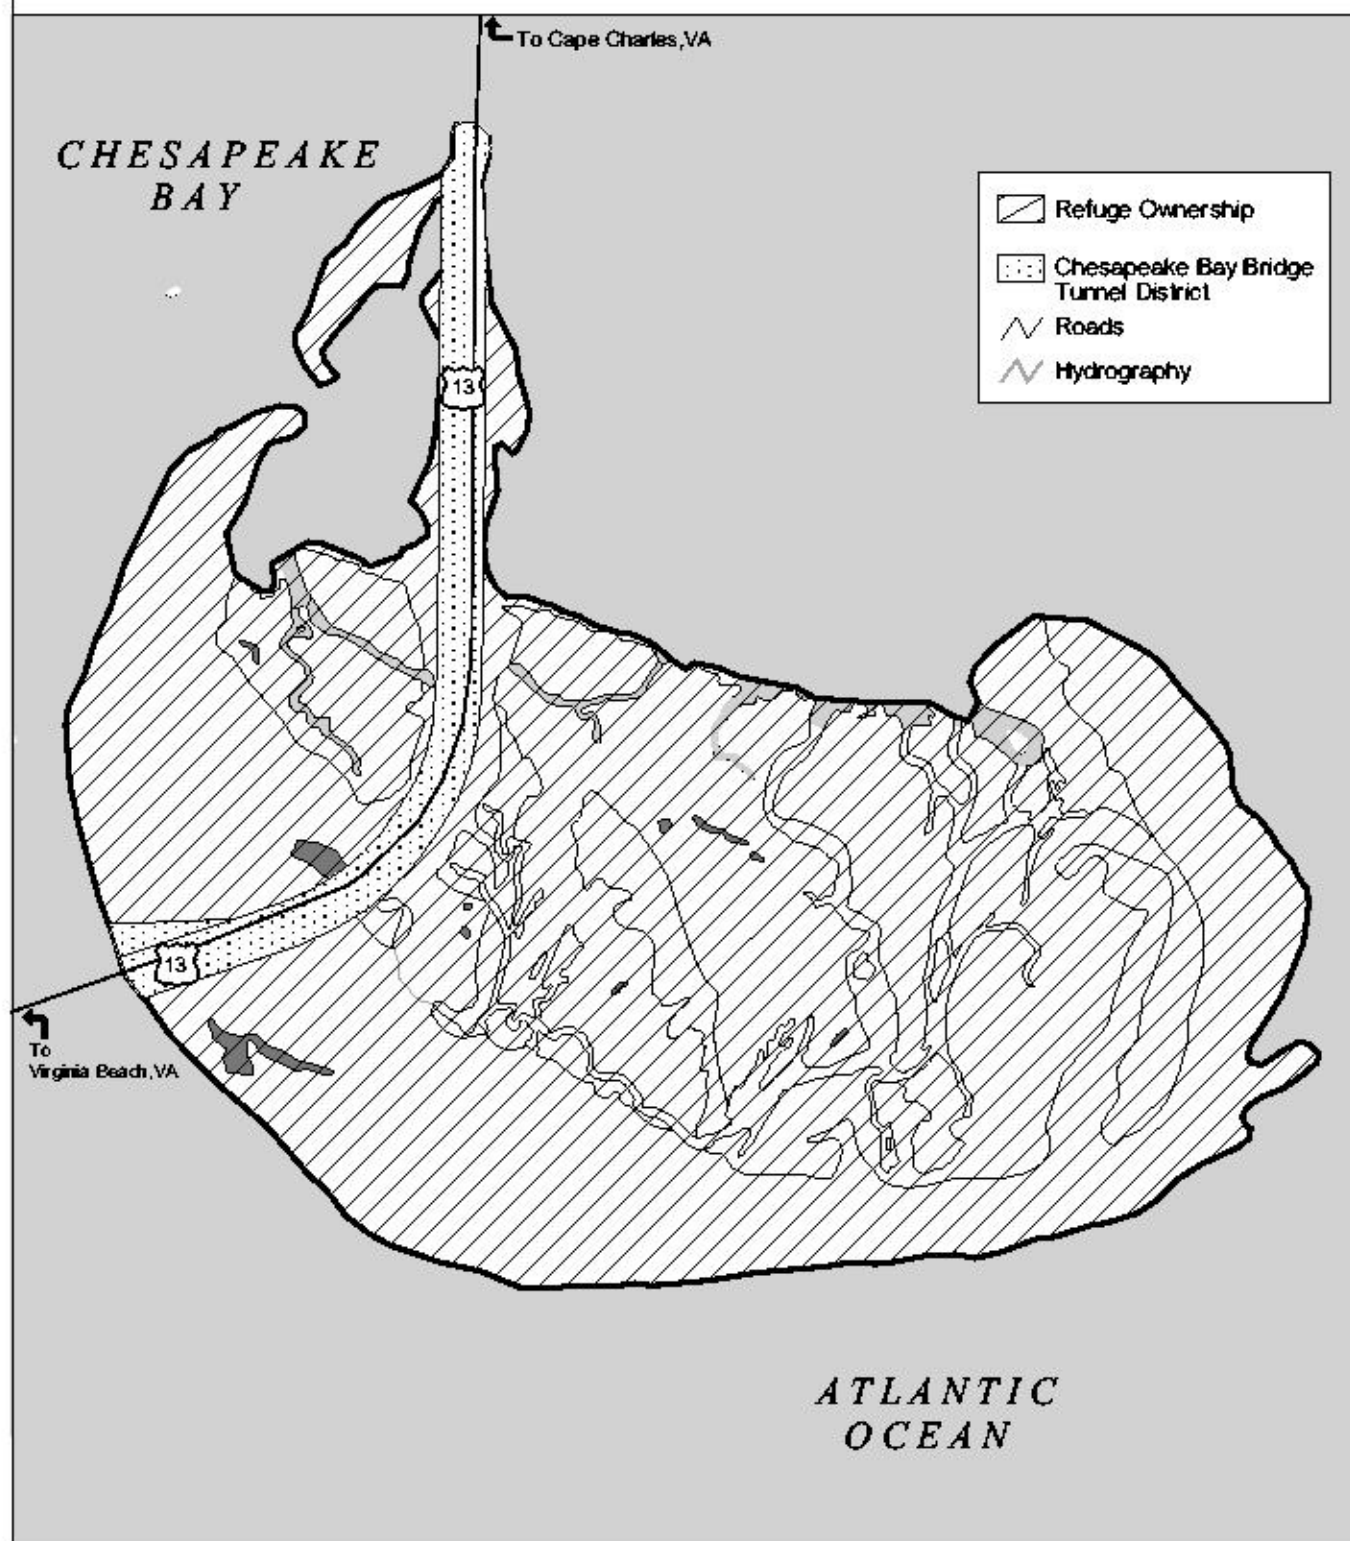 To Cape Charles,VA
CHESAPEAKE
BAY
Refuge Ownership
Chesapeake Bay Bridge
Tunnel District
Roads
Hydrography
13
13
To
Virginia Beach,VA
ATLANTIC
OCEAN